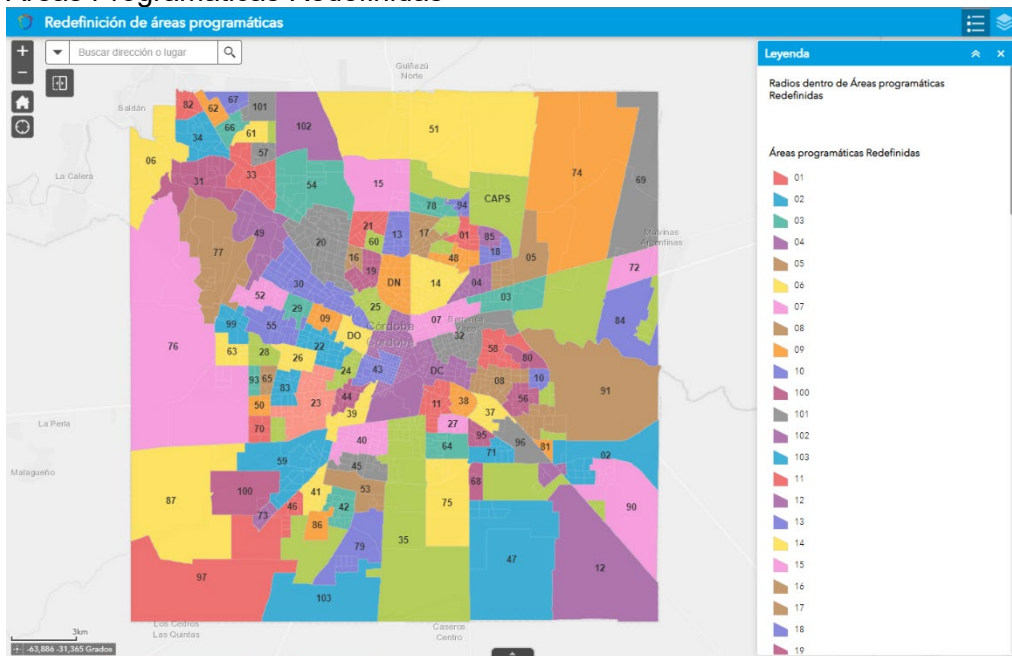 Áreas Programáticas Redefinidas
Redefinición de áreas programáticas
Buscar dirección o lugar
Guiñazú
Norte
Saldán
La Calera
Malvinas
Argentinas
Córdoba
La Perla
Malagueño
Los Cedros
Las Quintas
Caseros
Centro
82 62 67 101
34 66 61 102 51
57
06
31 33 54 15 74 69
78 94 CAPS
77 49 20 21 60 13 17 01 85
16 48 18 05
19 DN 14 04 72
52 30 29 25 03
99 55 09 07 84
DO 32
76 63 28 26 22 58 80
24 43 DC
93 65 83 08 10 91
50 23 44 11 38 56
39 37
70 27
40 64 95 96 81
71 02
59 45
68
87 100 41 53 75 90
73 46 42
86
79 35
97 47 12
103
3km
-63,886 -31,365 Grados
Leyenda
Radios dentro de Áreas programáticas
Redefinidas
Áreas programáticas Redefinidas
01
02
03
04
05
06
07
08
09
10
100
101
102
103
11
12
13
14
15
16
17
18
19